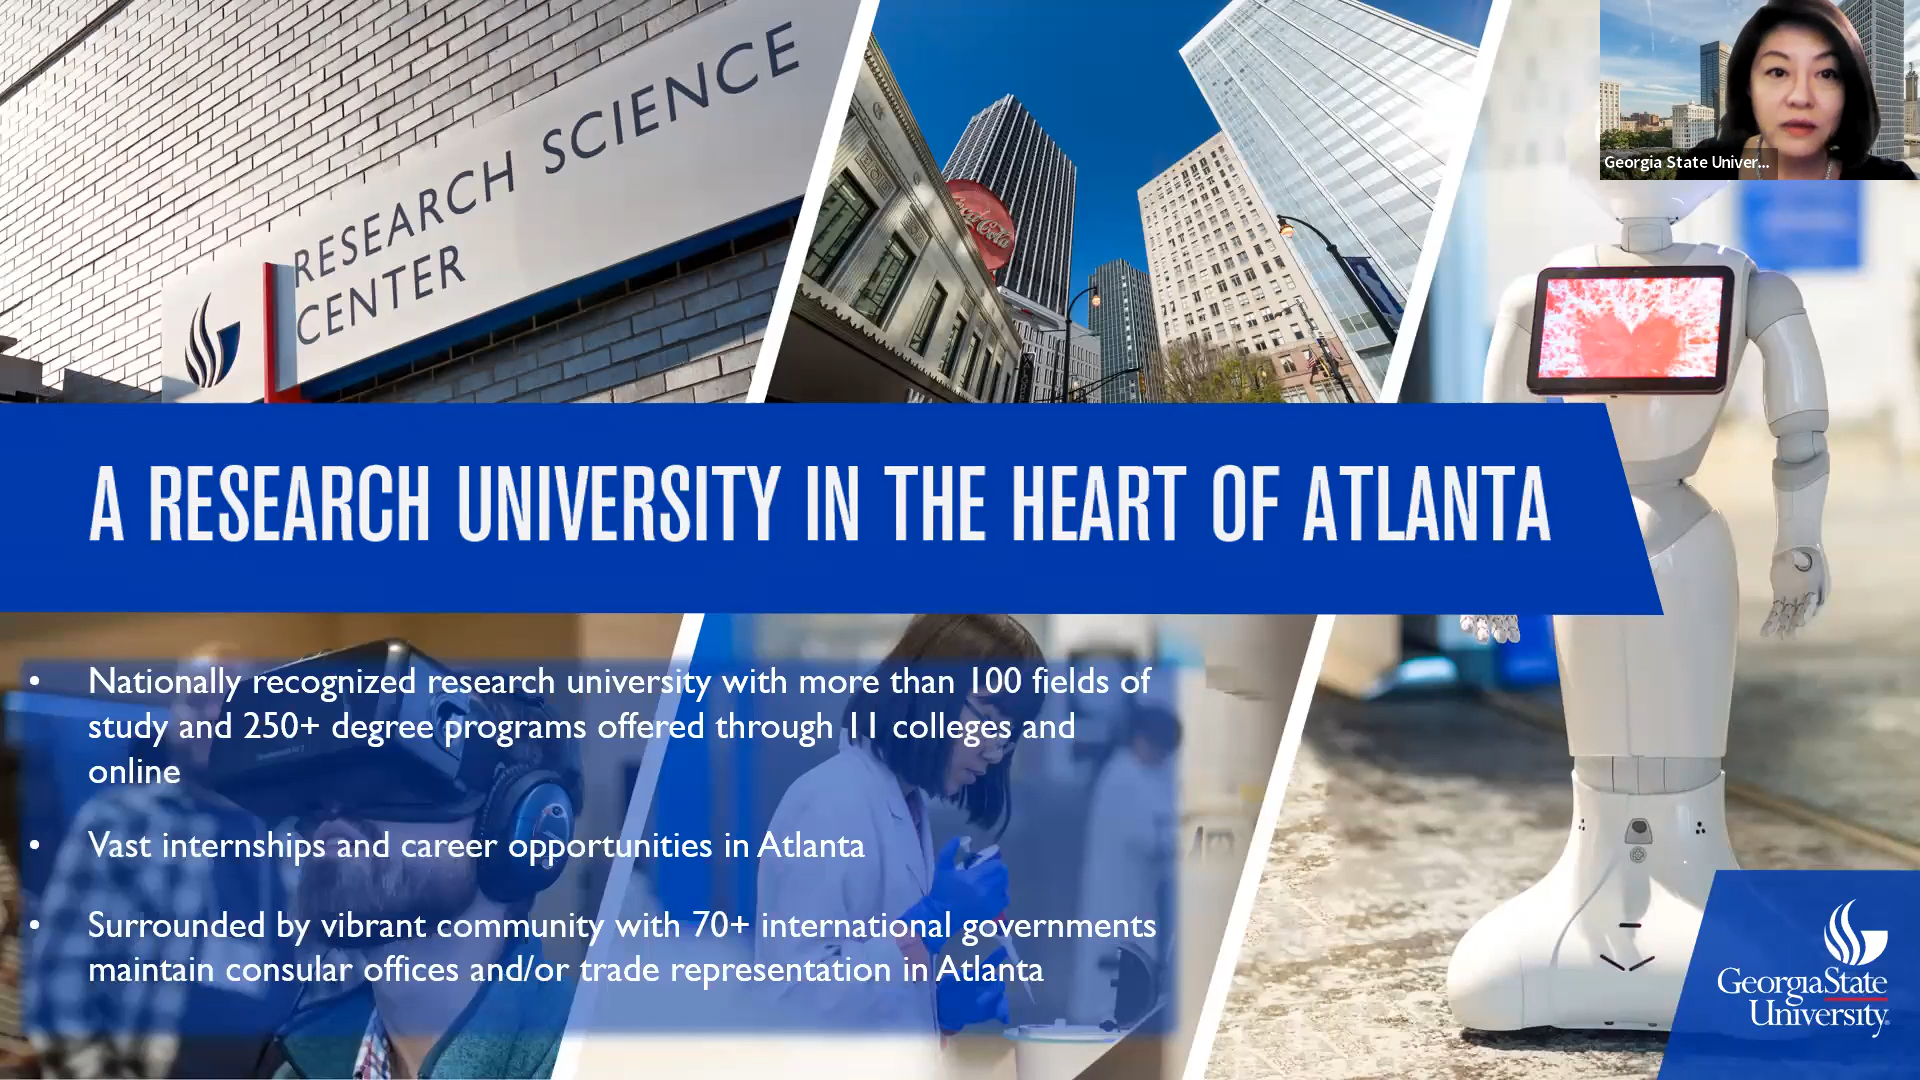 RESEARCH SCIENCE
CENTER
Coca-Cola
Georgia State Univer...
A RESEARCH UNIVERSITY IN THE HEART OF ATLANTA
• Nationally recognized research university with more than 100 fields of
study and 250+ degree programs offered through 11 colleges and
online
• Vast internships and career opportunities in Atlanta
• Surrounded by vibrant community with 70+ international governments
maintain consular offices and/or trade representation in Atlanta
GeorgiaState
University